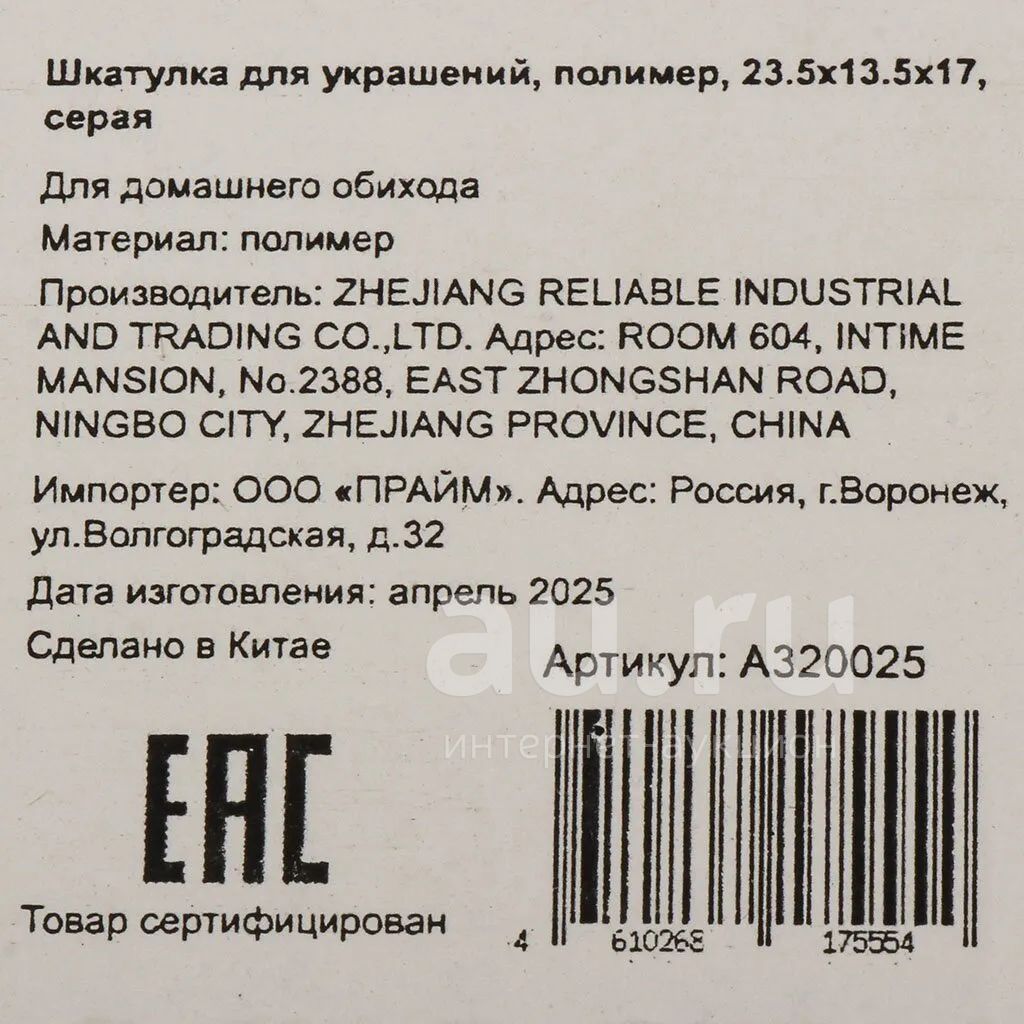 Шкатулка для украшений, полимер, 23.5x13.5x17,
серая
Для домашнего обихода
Материал: полимер
Производитель: ZHEJIANG RELIABLE INDUSTRIAL
AND TRADING CO.,LTD. Адрес: ROOM 604, INTIME
MANSION, No.2388, EAST ZHONGSHAN ROAD,
NINGBO CITY, ZHEJIANG PROVINCE, CHINA
Импортер: ООО «ПРАЙМ». Адрес: Россия, г.Воронеж,
ул.Волгоградская, д.32
Дата изготовления: апрель 2025
Сделано в Китае
au.ru
интернет-аукцион
Артикул: A320025
EAC
Товар сертифицирован
4 610268 175554